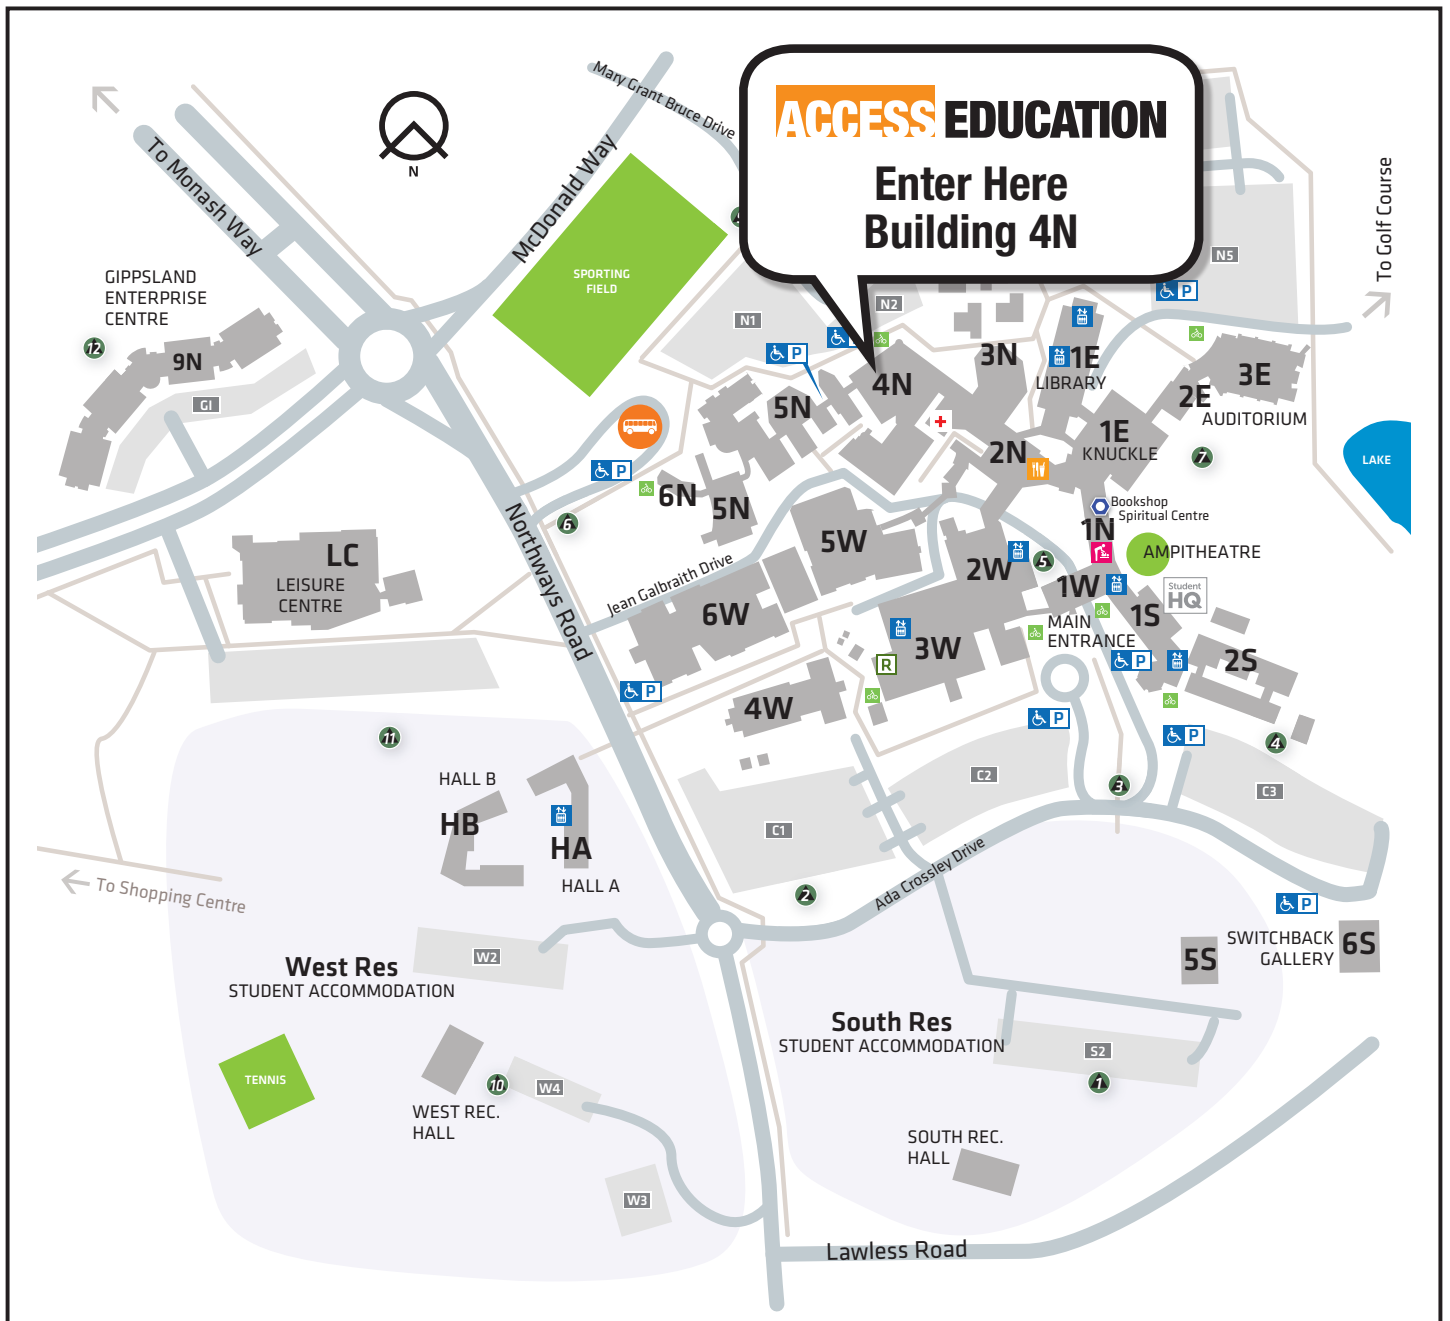 ACCESS EDUCATION
Enter Here
Building 4N
Mary Grant Bruce Drive
McDonald Way
To Monash Way
N
To Golf Course
SPORTING
FIELD
N5
P
N2
N1
P
GIPPSLAND
ENTERPRISE
CENTRE
12
9N
GI
3N
1E
LIBRARY
4N
5N
3E
2E
AUDITORIUM
1E
KNUCKLE
2N
7
LAKE
P
6N
5N
6
Bookshop
Spiritual Centre
1N
AMPITHEATRE
5W
2W
5
1W
Student
HQ
1S
LC
LEISURE
CENTRE
Northways Road
Jean Galbraith Drive
6W
3W
MAIN
ENTRANCE
R
P
2S
P
4W
P
P
4
11
C2
3
C3
HALL B
HB
HA
HALL A
C1
2
Ada Crossley Drive
To Shopping Centre
P
West Res
STUDENT ACCOMMODATION
W2
5S
SWITCHBACK
GALLERY
6S
South Res
STUDENT ACCOMMODATION
S2
1
TENNIS
10
W4
WEST REC.
HALL
SOUTH REC.
HALL
W3
Lawless Road